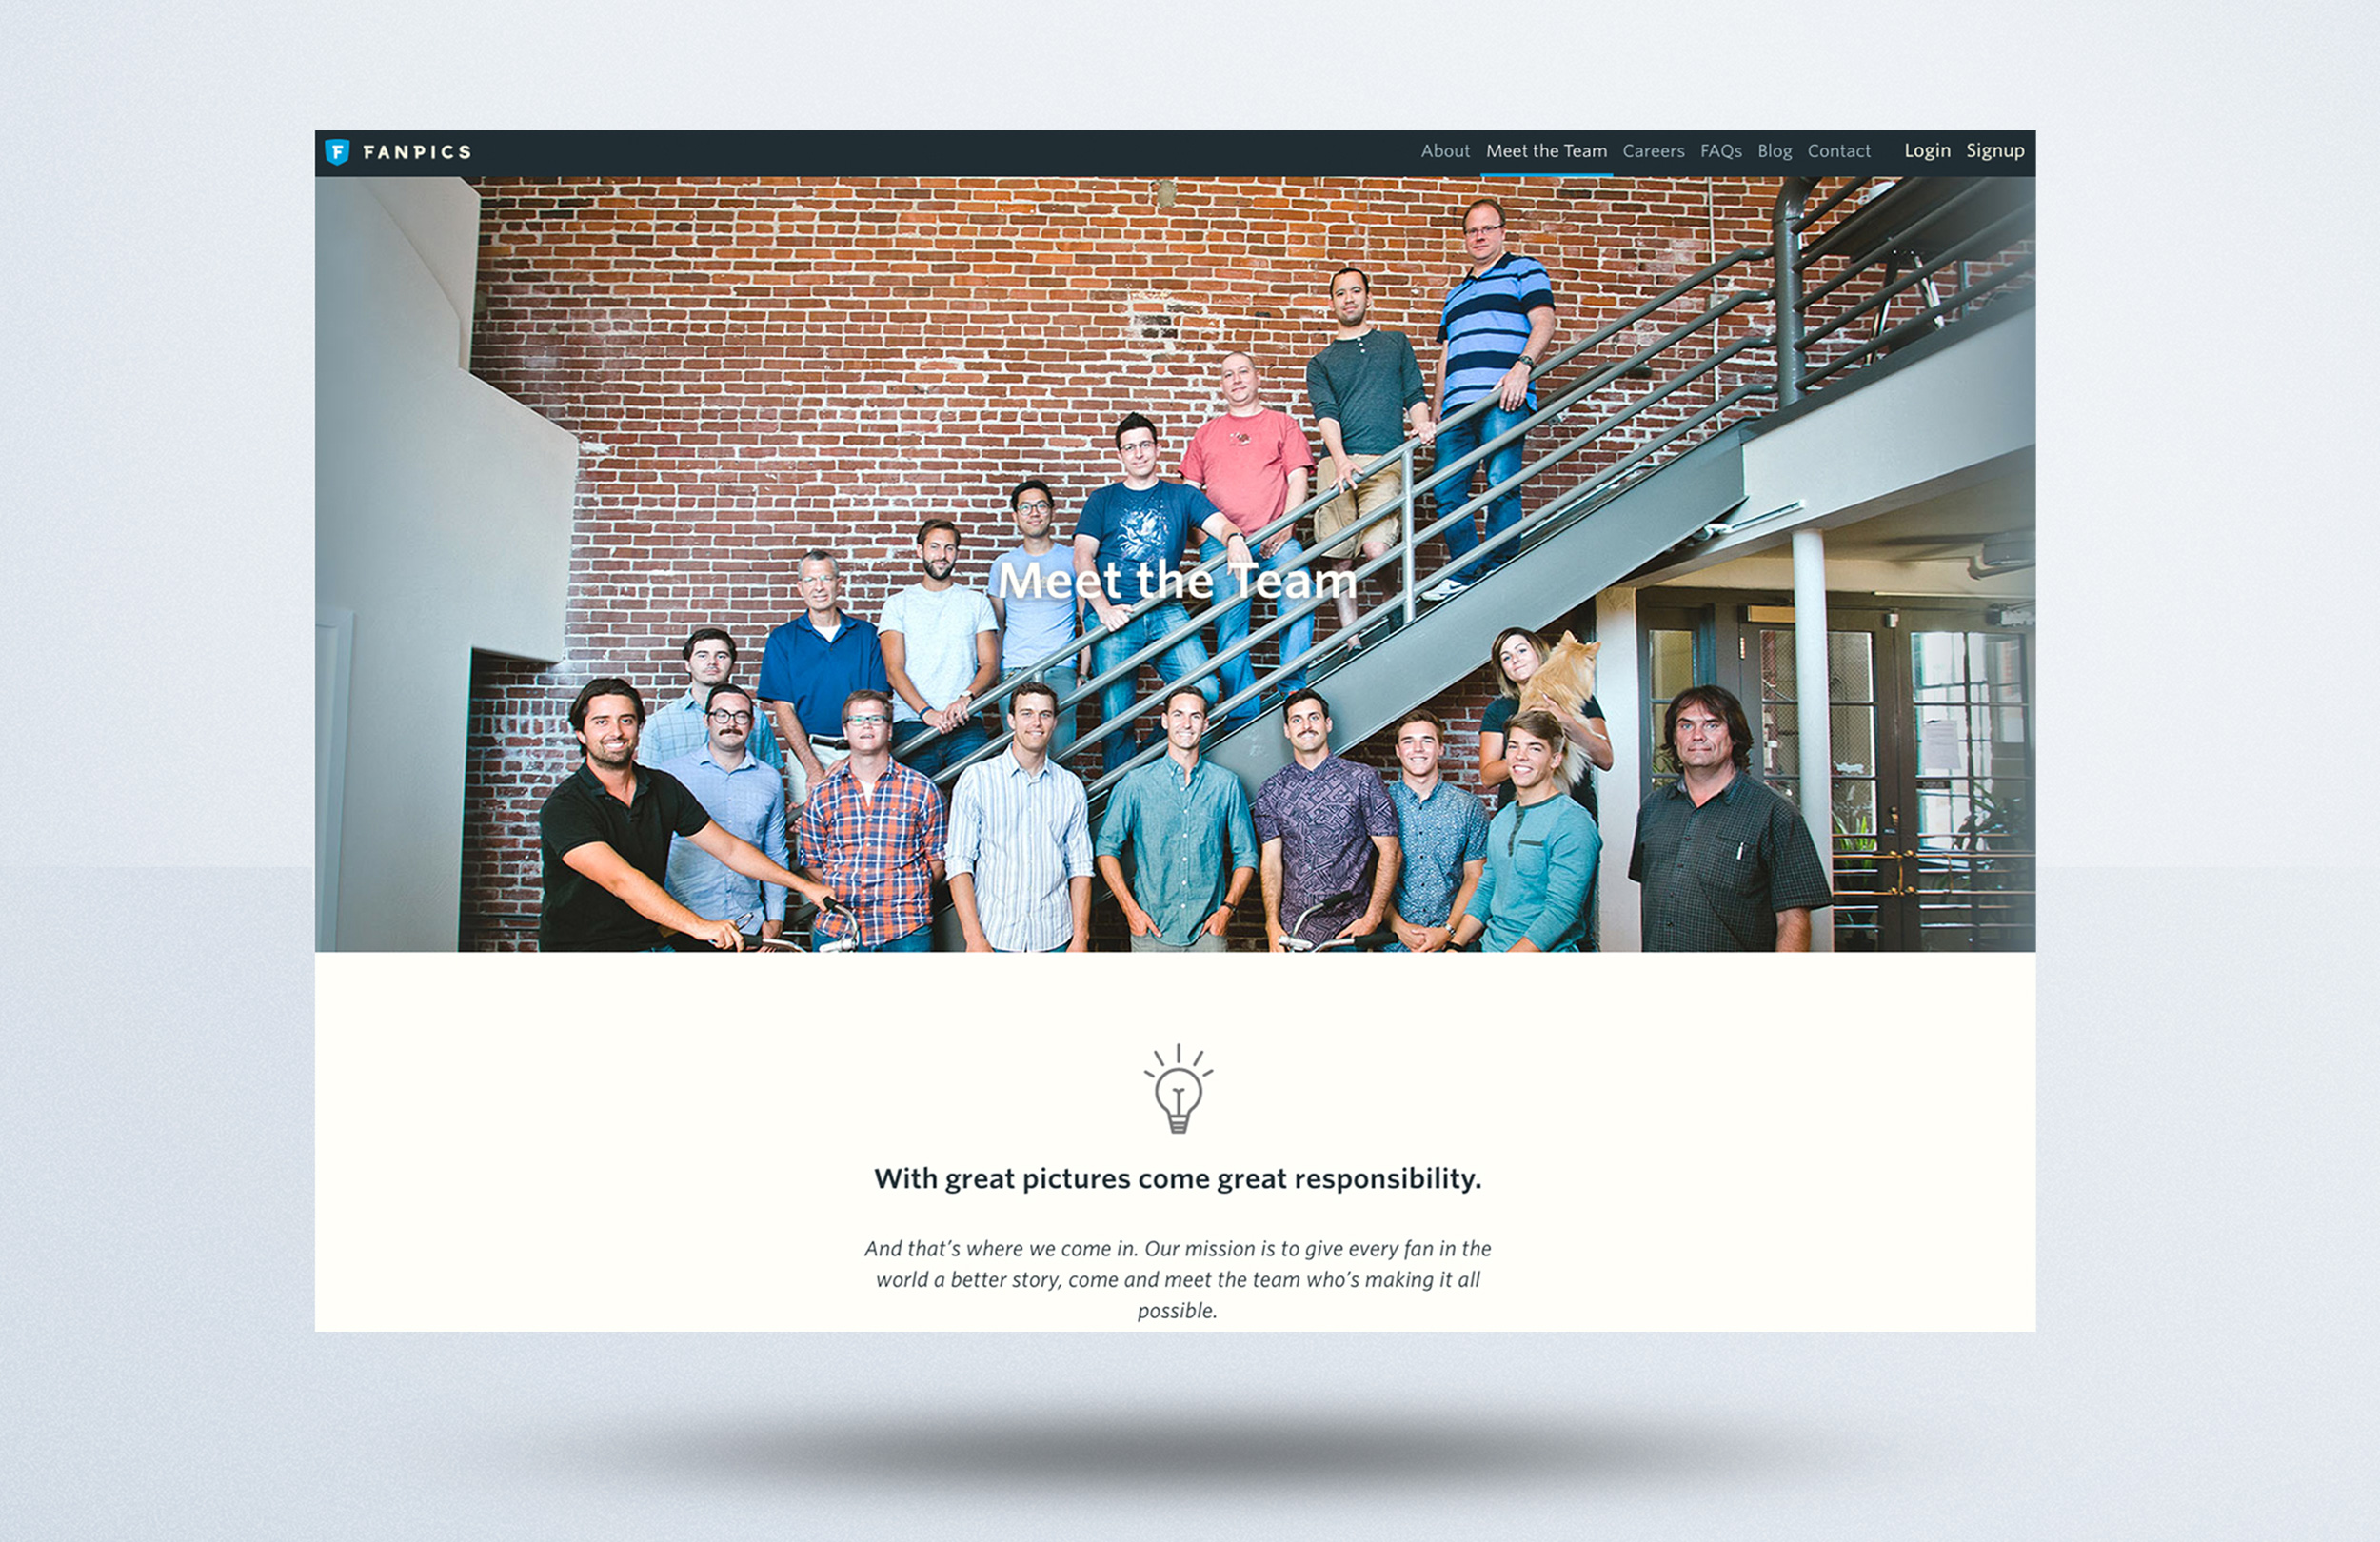 F FANPICS
About Meet the Team Careers FAQs Blog Contact Login Signup
Meet the Team
With great pictures come great responsibility.
And that's where we come in. Our mission is to give every fan in the
world a better story, come and meet the team who's making it all
possible.